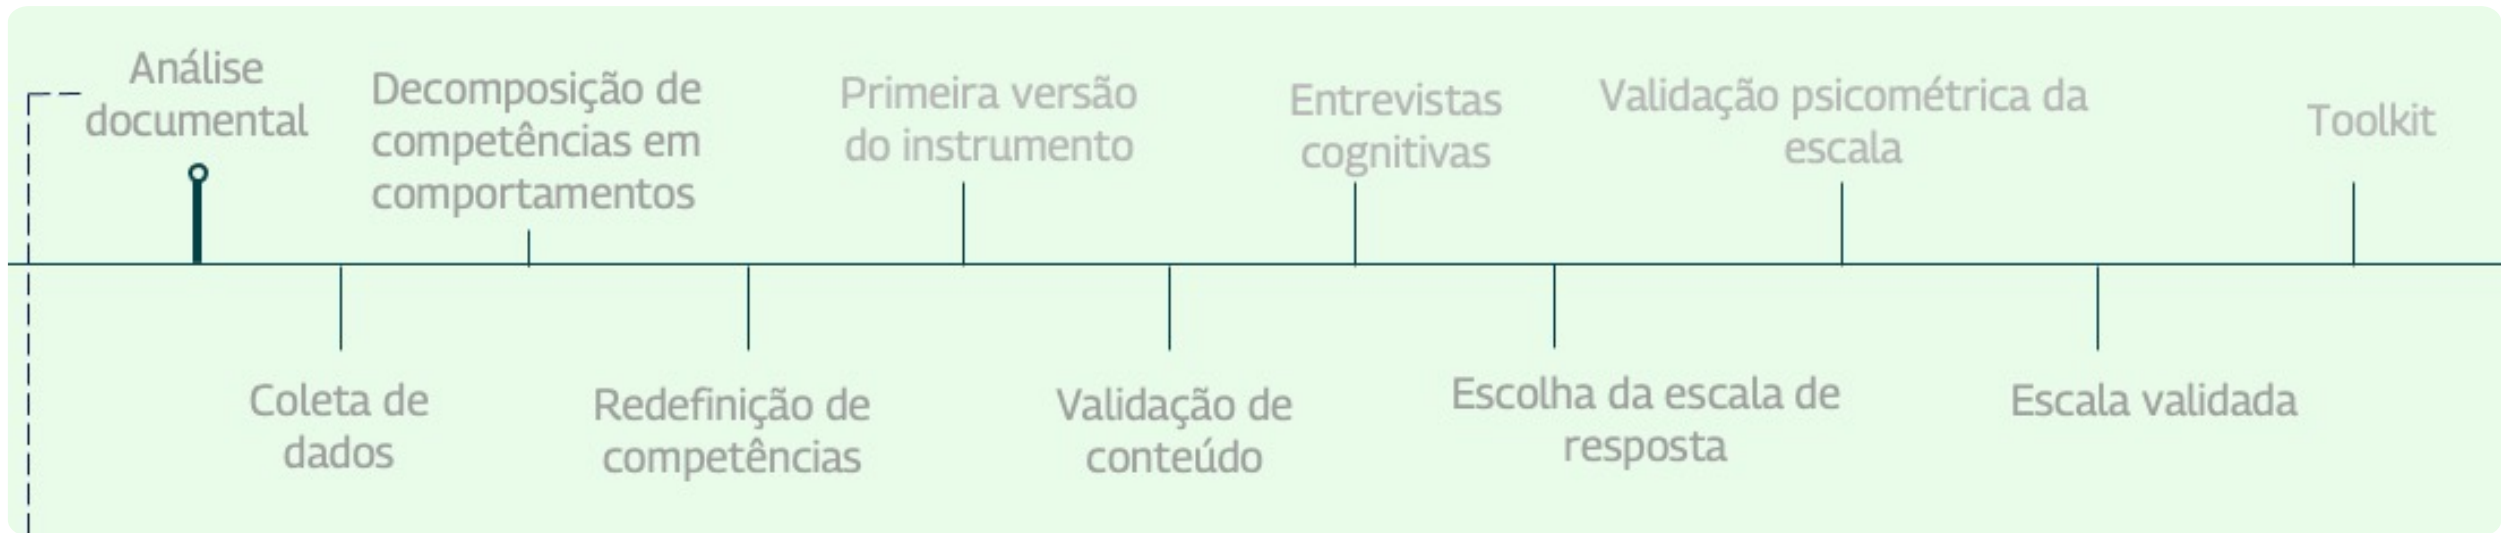 Análise
documental
Coleta de
dados
Decomposição de
competências em
comportamentos
Redefinição de
competências
Primeira versão
do instrumento
Validação de
conteúdo
Entrevistas
cognitivas
Escolha da escala de
resposta
Validação psicométrica da
escala
Escala validada
Toolkit